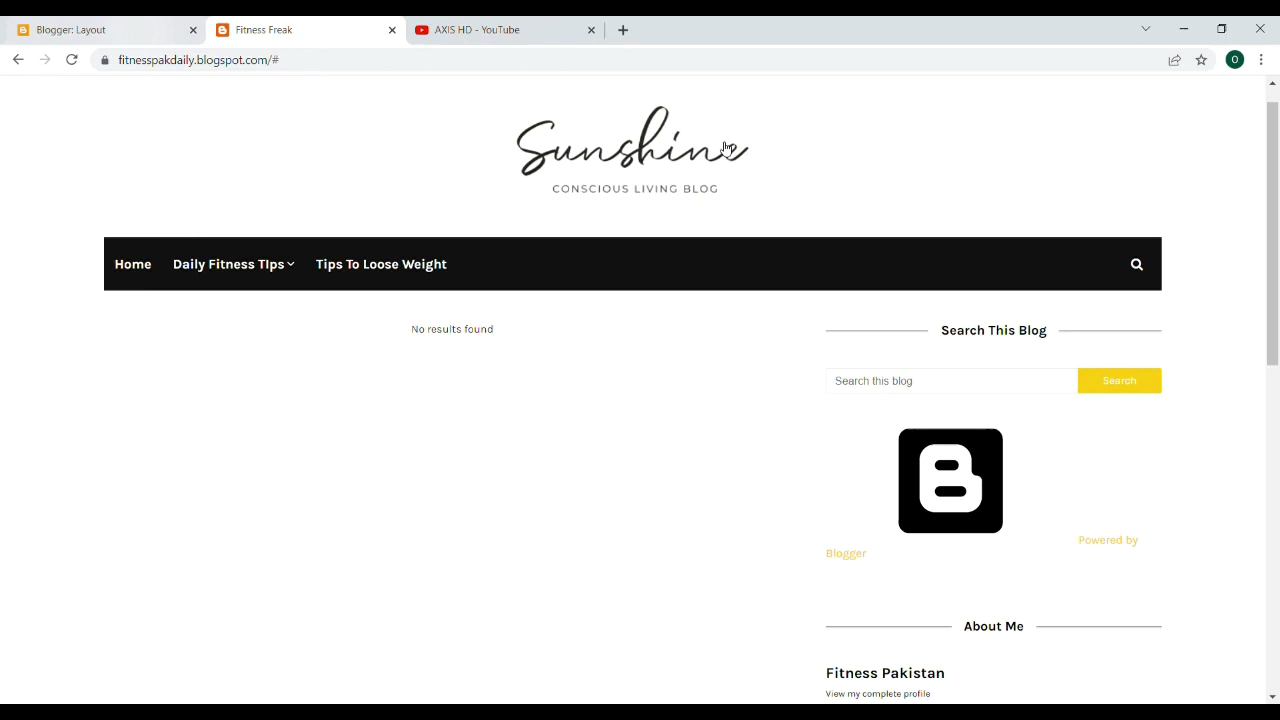 Blogger: Layout
Fitness Freak
AXIS HD - YouTube
fitnesspakdaily.blogspot.com/#
O
Sunshine
CONSCIOUS LIVING BLOG
Home
Daily Fitness TIps
Tips To Loose Weight
No results found
Search This Blog
Search this blog
Search
B
Powered by
Blogger
About Me
Fitness Pakistan
View my complete profile